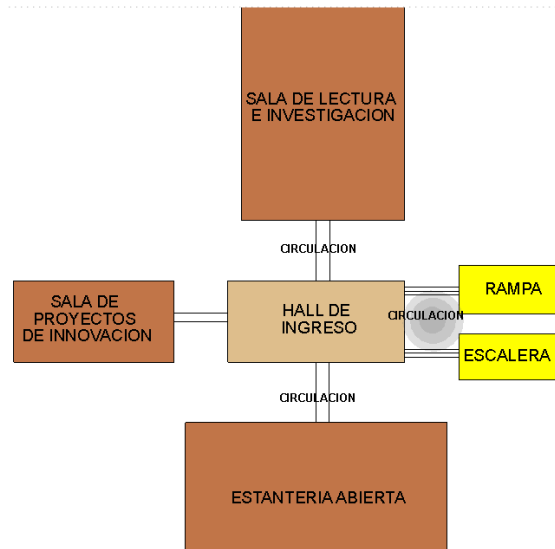 SALA DE LECTURA
E INVESTIGACION
CIRCULACION
SALA DE
PROYECTOS
DE INNOVACION
HALL DE
INGRESO
CIRCULACION
RAMPA
ESCALERA
CIRCULACION
ESTANTERIA ABIERTA